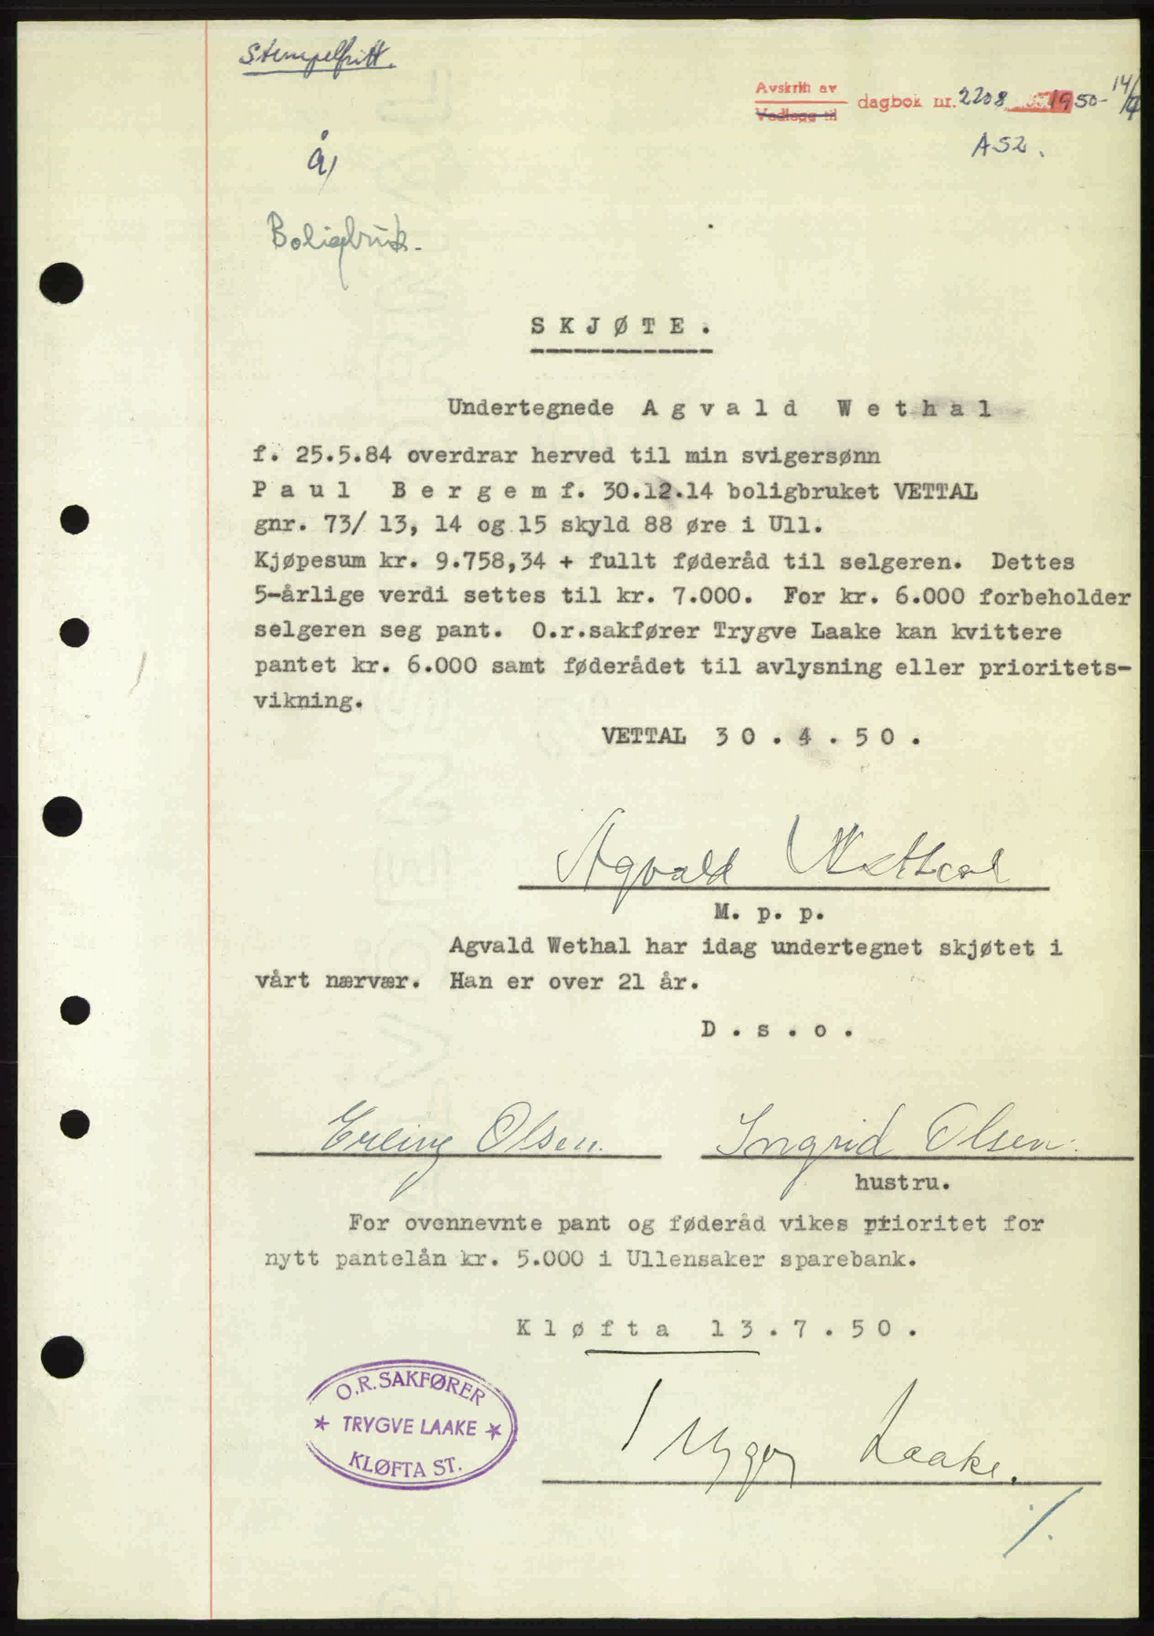 Stempelfritt.
Avskrift av
Vedlegg til
dagbok nr. 2208 1950 - 14/7
A52.
Å/
Boligbruk.
SKJØTE.
Undertegnede Agvald Wethal
f. 25.5.84 overdrar herved til min svigersønn
Paul Bergem f. 30.12.14 boligbruket VETTAL
gnr. 73/ 13, 14 og 15 skyld 88 øre i Ull.
Kjøpesum kr. 9.758,34 + fullt føderåd til selgeren. Dettes
5-årlige verdi settes til kr. 7.000. For kr. 6.000 forbeholder
selgeren seg pant. O.r.sakfører Trygve Laake kan kvittere
pantet kr. 6.000 samt føderådet til avlysning eller prioritets-
vikning.
VETTAL 30.4.50.
Agvald Wethal
M. p. p.
Agvald Wethal har idag undertegnet skjøtet i
vårt nærvær. Han er over 21 år.
D.s.o.
Erling Olsen. Ingrid Olsen.
hustru.
For ovennevnte pant og føderåd vikes prioritet for
nytt pantelån kr. 5.000 i Ullensaker sparebank.
Kløfta 13.7.50.
O.R.SAKFØRER
* TRYGVE LAAKE *
KLØFTA ST.
Trygve Laake.